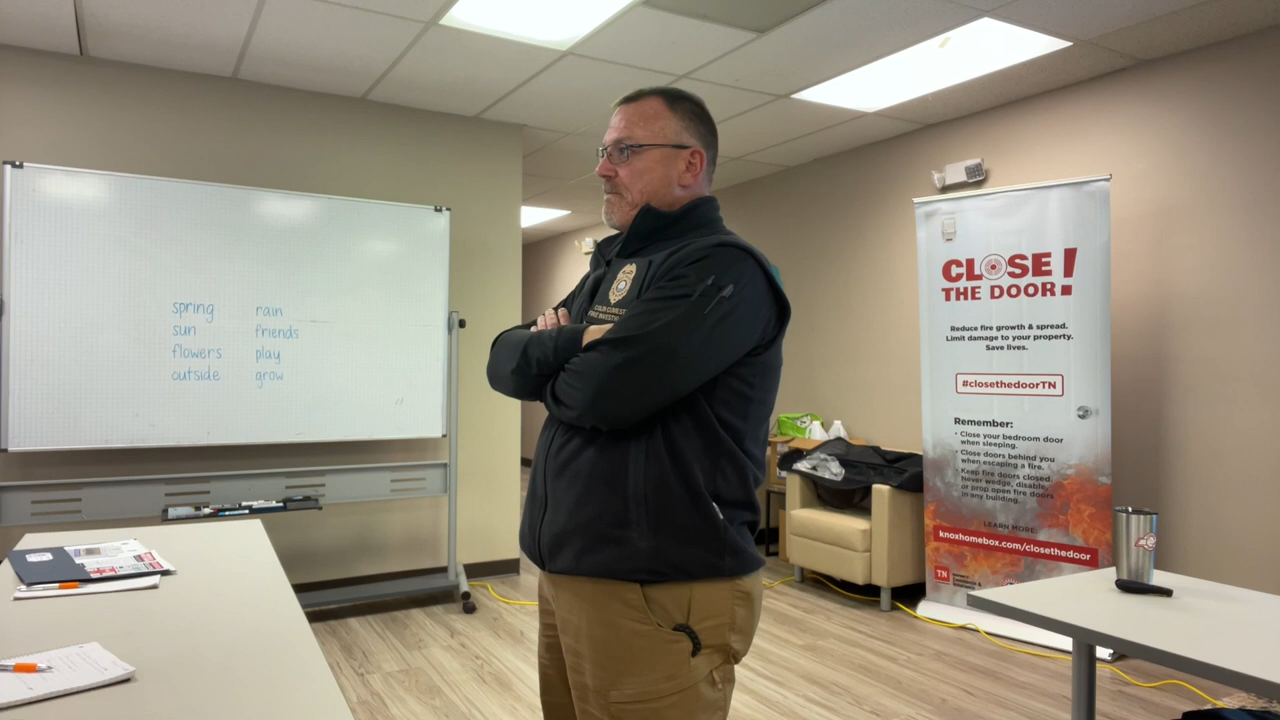 spring rain
sun friends
flowers play
outside grow
FIRE INVESTIG
CLOSE!
THE DOOR
Reduce fire growth & spread.
Limit damage to your property.
Save lives.
#closethedoorTN
Remember:
• Close your bedroom door
when sleeping.
• Close doors behind you
when escaping a fire.
• Keep fire doors closed.
Never wedge, disable,
or prop open fire doors
in any building.
LEARN MORE:
knoxhomebox.com/closethedoor
TN